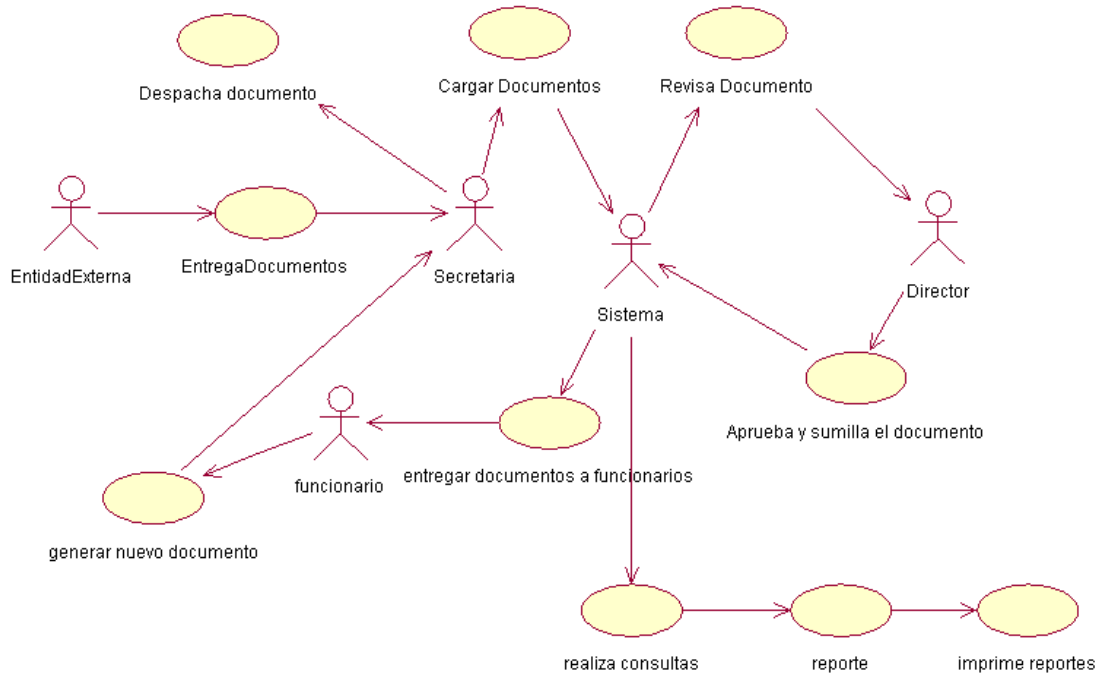 Despacha documento
Cargar Documentos
Revisa Documento
EntidadExterna
EntregaDocumentos
Secretaria
Sistema
Director
Aprueba y sumilla el documento
funcionario
entregar documentos a funcionarios
generar nuevo documento
realiza consultas
reporte
imprime reportes